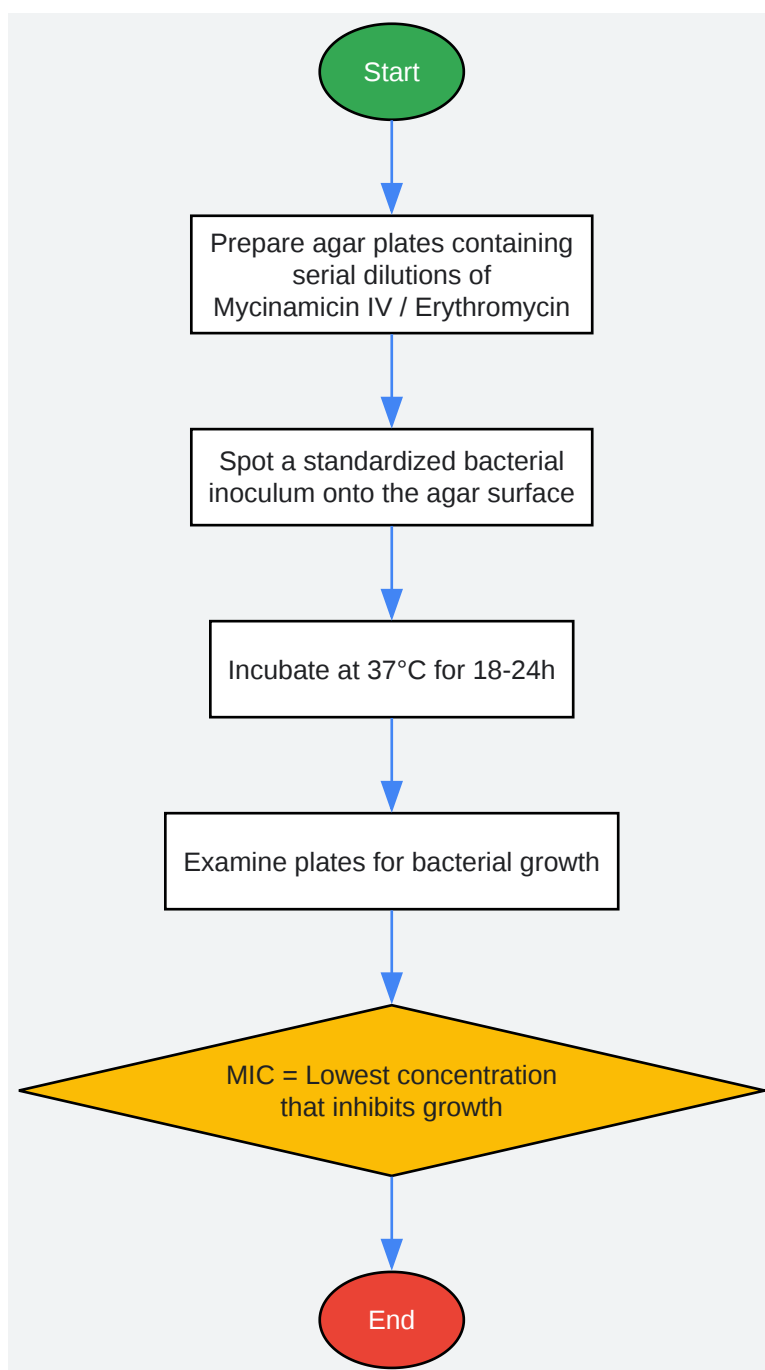 Start
Prepare agar plates containing
serial dilutions of
Mycinamicin IV / Erythromycin
Spot a standardized bacterial
inoculum onto the agar surface
Incubate at 37°C for 18-24h
Examine plates for bacterial growth
MIC = Lowest concentration
that inhibits growth
End